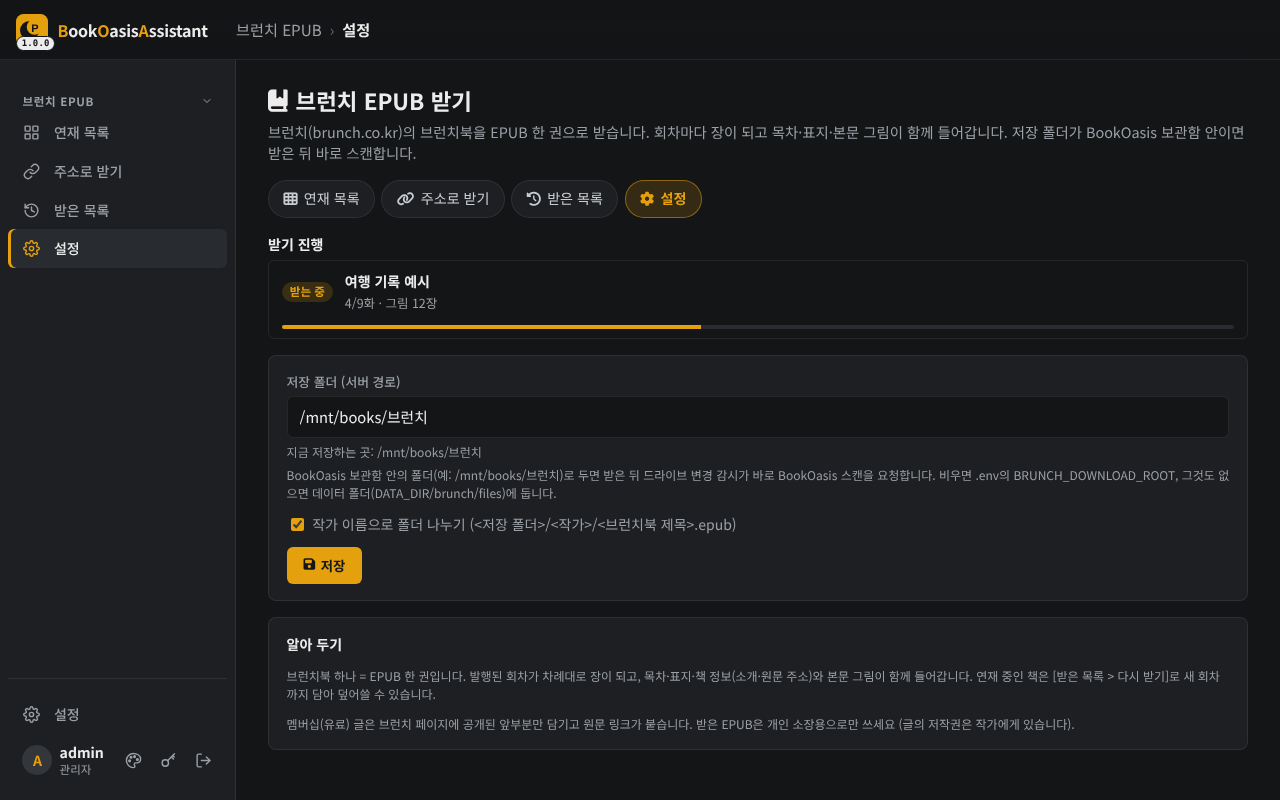 P
1.0.0
BookOasisAssistant
브런치 EPUB › 설정
브런치 EPUB
연재 목록
주소로 받기
받은 목록
설정
브런치 EPUB 받기
브런치(brunch.co.kr)의 브런치북을 EPUB 한 권으로 받습니다. 회차마다 장이 되고 목차·표지·본문 그림이 함께 들어갑니다. 저장 폴더가 BookOasis 보관함 안이면
받은 뒤 바로 스캔합니다.
연재 목록
주소로 받기
받은 목록
설정
받기 진행
받는 중
여행 기록 예시
4/9화 · 그림 12장
저장 폴더 (서버 경로)
/mnt/books/브런치
지금 저장하는 곳: /mnt/books/브런치
BookOasis 보관함 안의 폴더(예: /mnt/books/브런치)로 두면 받은 뒤 드라이브 변경 감시가 바로 BookOasis 스캔을 요청합니다. 비우면 .env의 BRUNCH_DOWNLOAD_ROOT, 그것도 없
으면 데이터 폴더(DATA_DIR/brunch/files)에 둡니다.
작가 이름으로 폴더 나누기 (<저장 폴더>/<작가>/<브런치북 제목>.epub)
저장
알아 두기
브런치북 하나 = EPUB 한 권입니다. 발행된 회차가 차례대로 장이 되고, 목차·표지·책 정보(소개·원문 주소)와 본문 그림이 함께 들어갑니다. 연재 중인 책은 [받은 목록 > 다시 받기]로 새 회차
까지 담아 덮어쓸 수 있습니다.
멤버십(유료) 글은 브런치 페이지에 공개된 앞부분만 담기고 원문 링크가 붙습니다. 받은 EPUB은 개인 소장용으로만 쓰세요 (글의 저작권은 작가에게 있습니다).
설정
A
admin
관리자